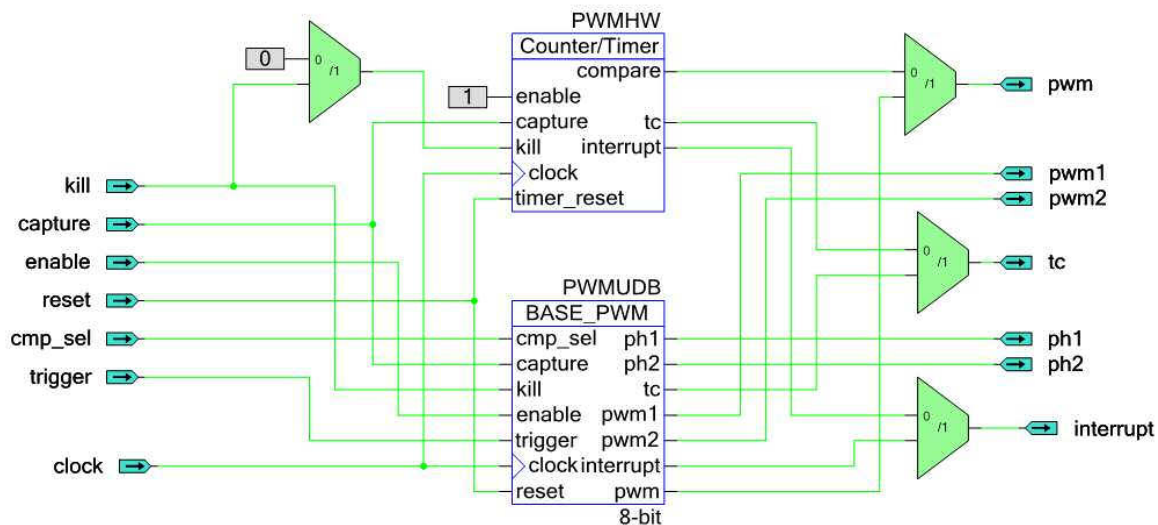 PWMHW
Counter/Timer
compare
enable
capture
tc
kill
interrupt
clock
timer_reset
0
0
/1
1
kill
capture
enable
reset
cmp_sel
trigger
clock
PWMUDB
BASE_PWM
cmp_sel
ph1
capture
ph2
kill
tc
enable
pwm1
trigger
pwm2
clock
interrupt
reset
pwm
8-bit
0
/1
pwm
pwm1
pwm2
0
/1
tc
ph1
ph2
0
/1
interrupt